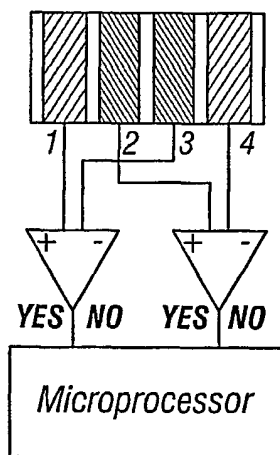 1 2 3 4
+ - + -
YES NO YES NO
Microprocessor